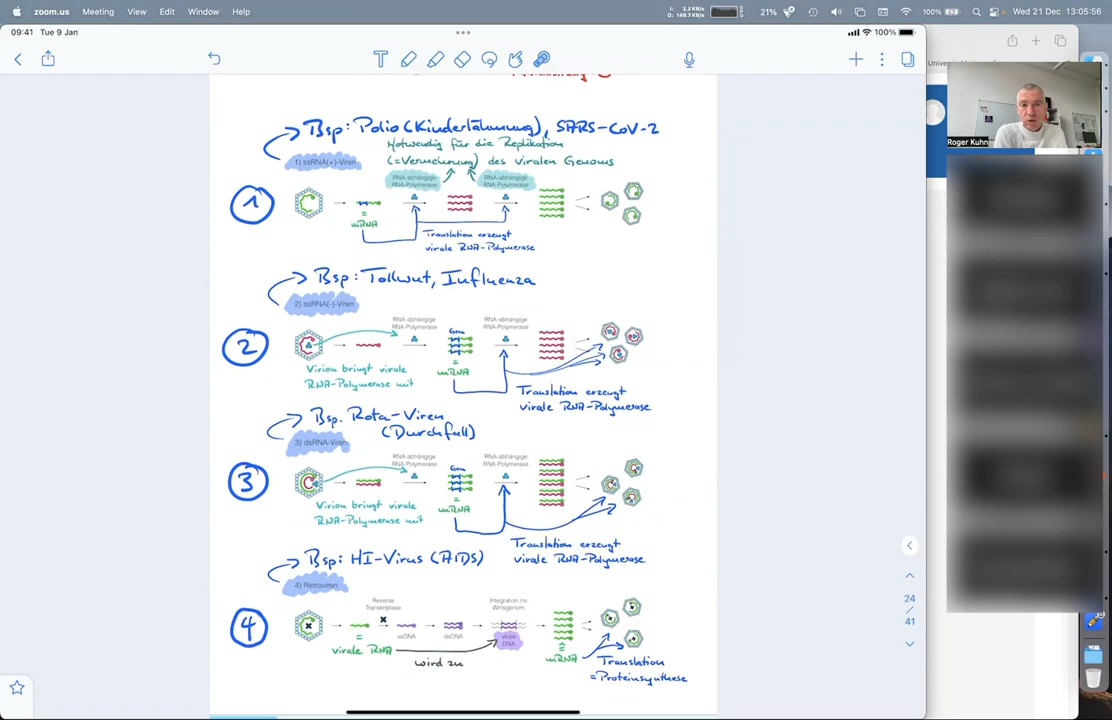 zoom.us Meeting View Edit Window Help
21% 100% Wed 21 Dec 13:05:56
09:41 Tue 9 Jan
100%
Roger Kuhn
Bsp: Polio (Kinderlähmung), SARS-CoV-2
Notwendig für die Replikation
(=Vermehrung) des viralen Genoms
1) ssRNA(+)-Viren
RNA-abhängige
RNA-Polymerase
RNA-abhängige
RNA-Polymerase
1
=
mRNA
Translation erzeugt
virale RNA-Polymerase
Bsp: Tollwut, Influenza
2) ssRNA(-)-Viren
RNA-abhängige
RNA-Polymerase
RNA-abhängige
RNA-Polymerase
2
Gen
=
mRNA
Virion bringt virale
RNA-Polymerase mit
Translation erzeugt
virale RNA-Polymerase
Bsp. Rota-Viren
(Durchfall)
3) dsRNA-Viren
RNA-abhängige
RNA-Polymerase
RNA-abhängige
RNA-Polymerase
3
Gen
=
mRNA
Virion bringt virale
RNA-Polymerase mit
Translation erzeugt
virale RNA-Polymerase
Bsp: HI-Virus (AIDS)
4) Retroviren
Reverse
Transkriptase
Integration ins
Wirtsgenom
4
ssDNA
dsDNA
virale
DNA
=
virale RNA
wird zu
≙
mRNA
Translation
=Proteinsynthese
24
/
41